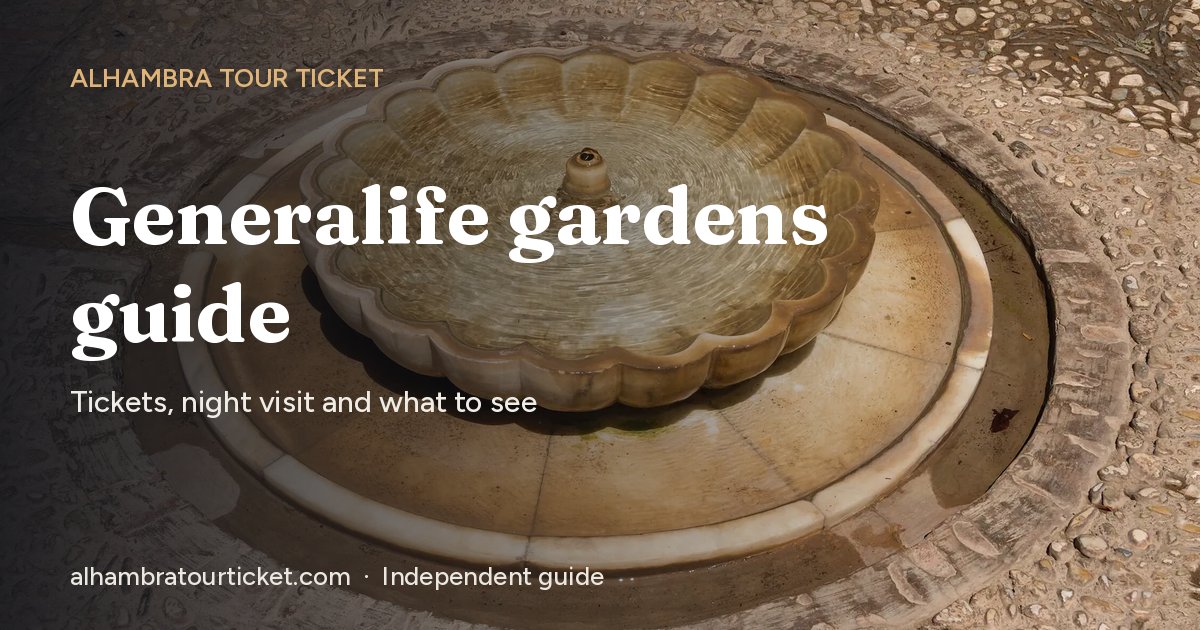 ALHAMBRA TOUR TICKET
Generalife gardens
guide
Tickets, night visit and what to see
alhambratourticket.com · Independent guide